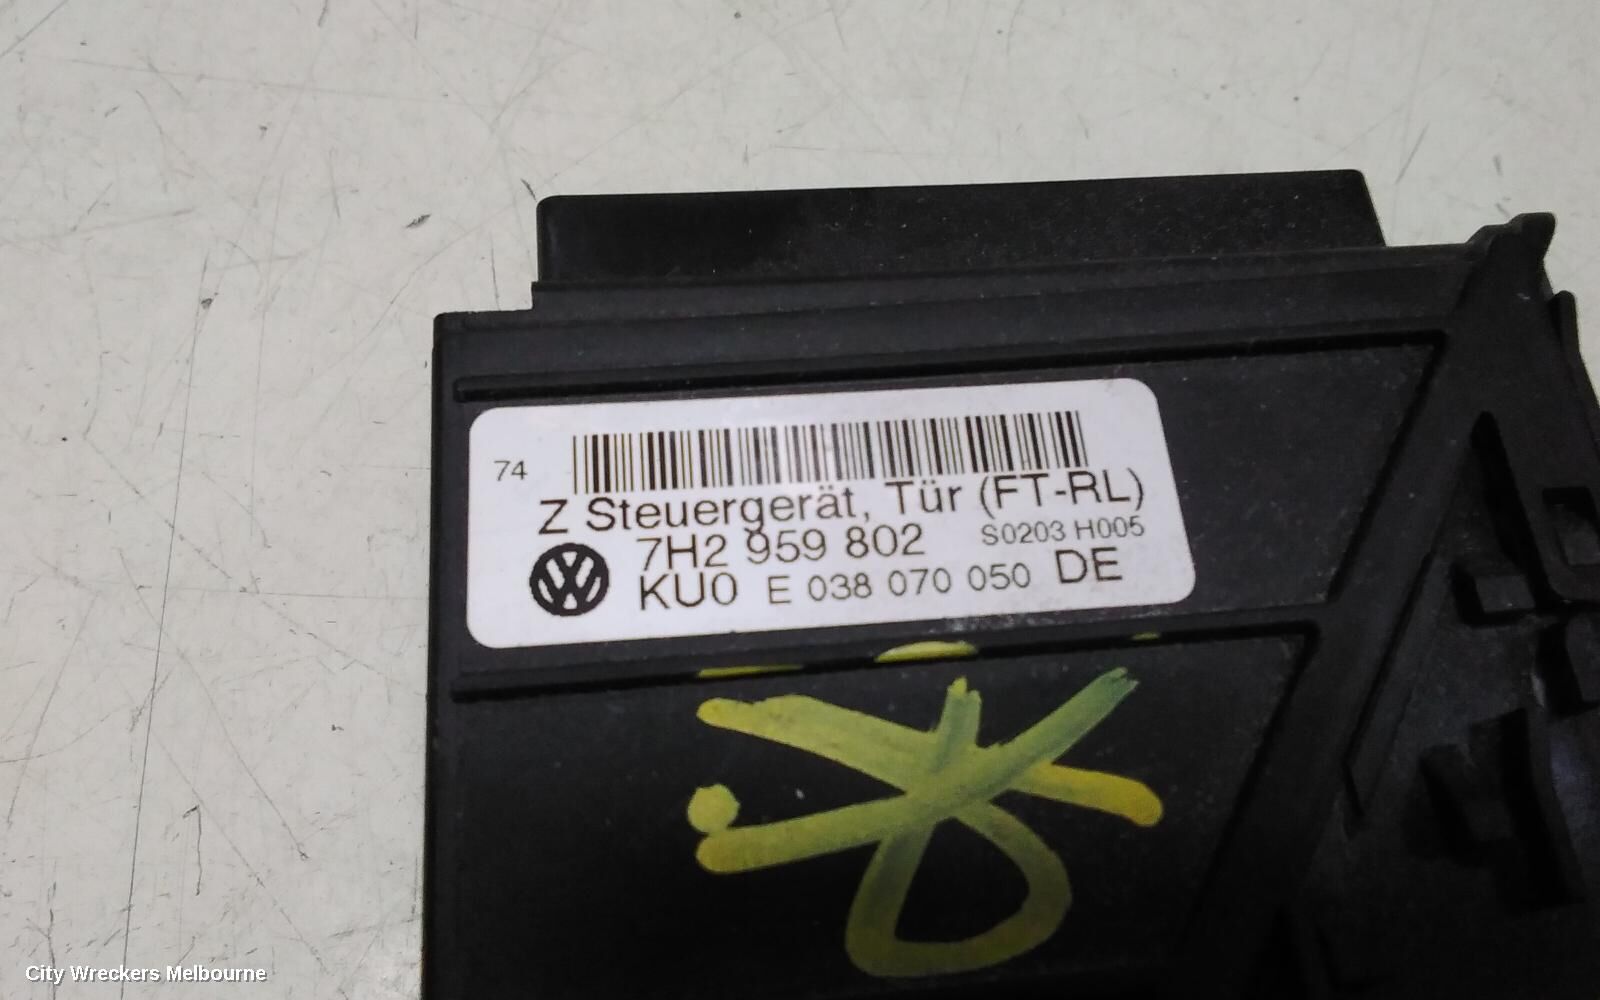 74
Z Steuergerät, Tür (FT-RL)
7H2 959 802 S0203 H005
KU0 E 038 070 050 DE
City Wreckers Melbourne